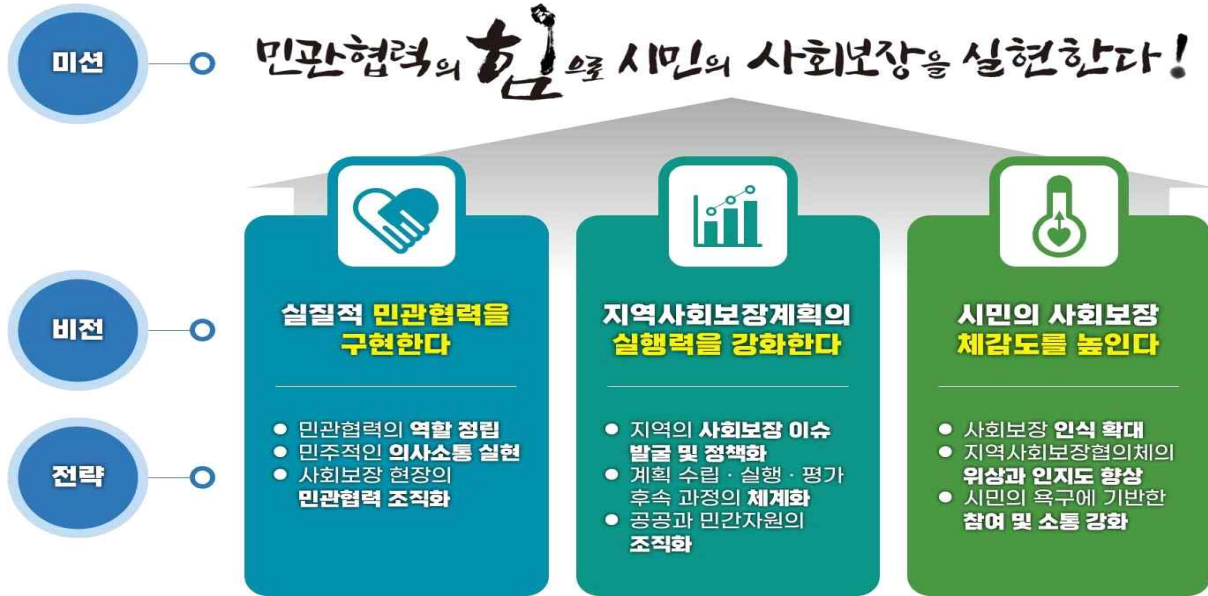 미션
민관협력의 힘으로 시민의 사회보장을 실현한다!
비전
실질적 민관협력을
구현한다
지역사회보장계획의
실행력을 강화한다
시민의 사회보장
체감도를 높인다
전략
● 민관협력의 역할 정립
● 민주적인 의사소통 실현
● 사회보장 현장의
민관협력 조직화
● 지역의 사회보장 이슈
발굴 및 정책화
● 계획 수립 · 실행 · 평가
후속 과정의 체계화
● 공공과 민간자원의
조직화
● 사회보장 인식 확대
● 지역사회보장협의체의
위상과 인지도 향상
● 시민의 욕구에 기반한
참여 및 소통 강화